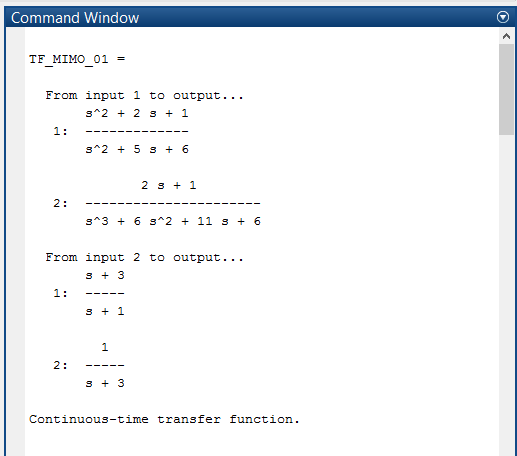 Command Window
TF_MIMO_01 =
From input 1 to output...
s^2 + 2 s + 1
1: -------------
s^2 + 5 s + 6
2 s + 1
2: ----------------------
s^3 + 6 s^2 + 11 s + 6
From input 2 to output...
s + 3
1: -----
s + 1
1
2: -----
s + 3
Continuous-time transfer function.